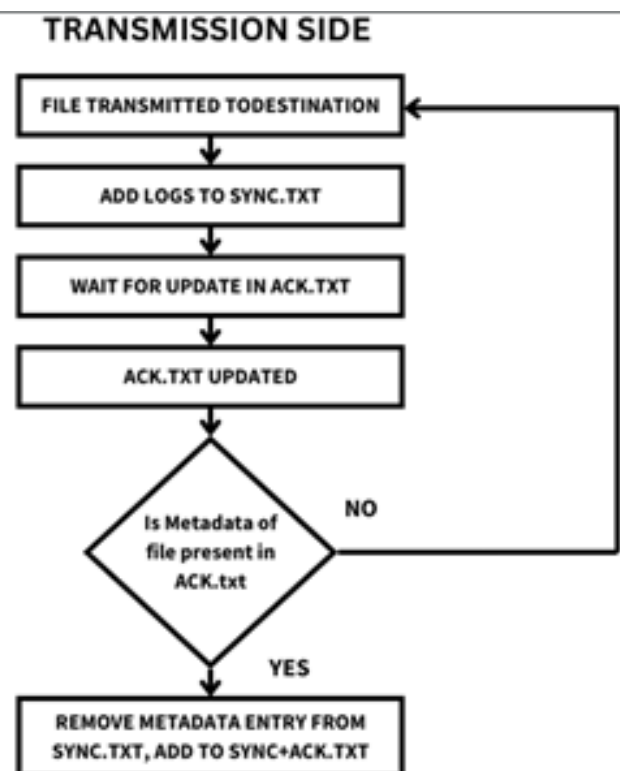 TRANSMISSION SIDE
FILE TRANSMITTED TODESTINATION
ADD LOGS TO SYNC.TXT
WAIT FOR UPDATE IN ACK.TXT
ACK.TXT UPDATED
NO
Is Metadata of
file present in
ACK.txt
YES
REMOVE METADATA ENTRY FROM
SYNC.TXT, ADD TO SYNC+ACK.TXT